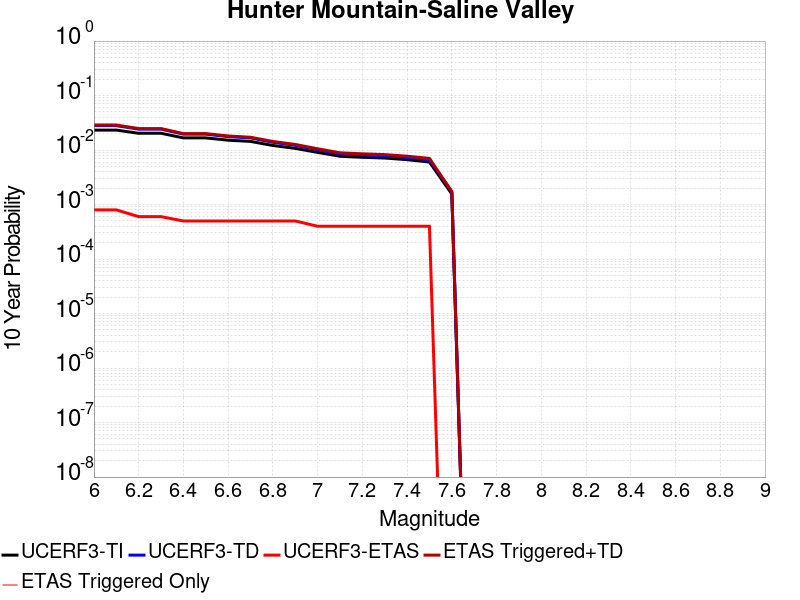 Hunter Mountain-Saline Valley
10^0
10^-1
10^-2
10^-3
10^-4
10^-5
10^-6
10^-7
10^-8
10 Year Probability
6 6.2 6.4 6.6 6.8 7 7.2 7.4 7.6 7.8 8 8.2 8.4 8.6 8.8 9
Magnitude
UCERF3-TI UCERF3-TD UCERF3-ETAS ETAS Triggered+TD
ETAS Triggered Only